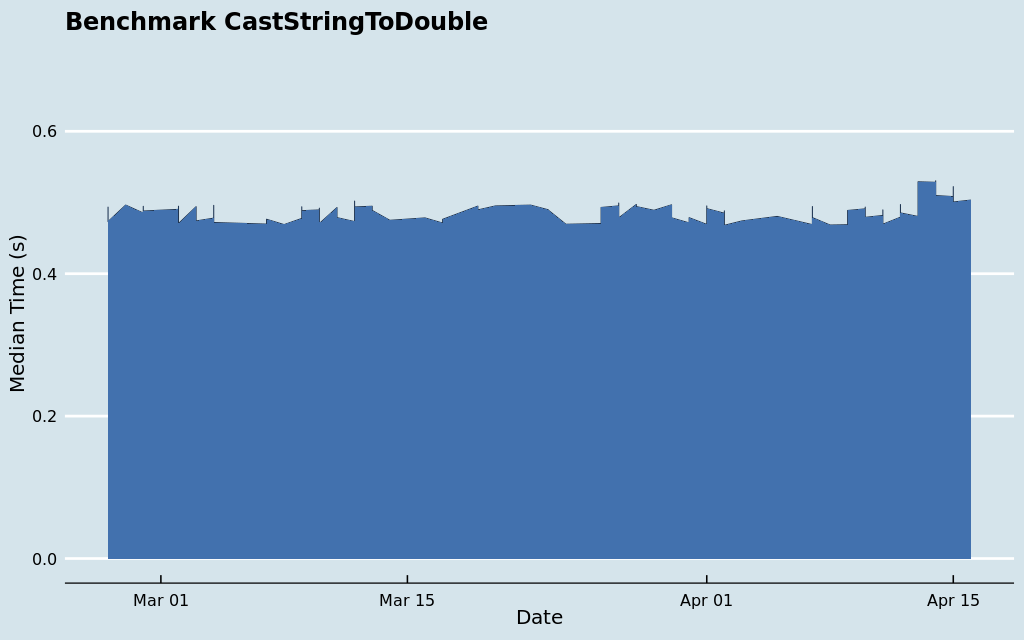 Benchmark CastStringToDouble
Median Time (s)
0.6
0.4
0.2
0.0
Mar 01
Mar 15
Apr 01
Apr 15
Date